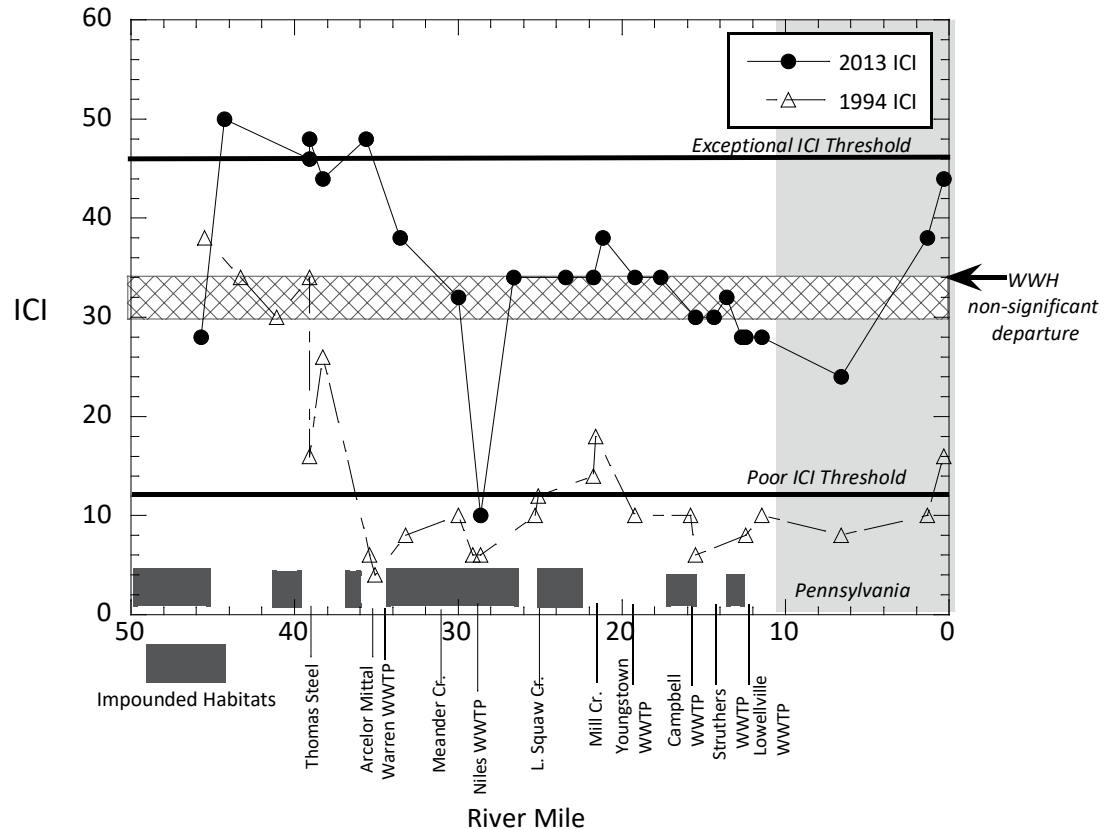 60
50
40
30
20
10
0
ICI
2013 ICI
1994 ICI
Exceptional ICI Threshold
WWH
non-significant
departure
Poor ICI Threshold
Pennsylvania
50
40
30
20
10
0
Impounded Habitats
Thomas Steel
Arcelor Mittal
Warren WWTP
Meander Cr.
Niles WWTP
L. Squaw Cr.
Mill Cr.
Youngstown
WWTP
Campbell
WWTP
Struthers
WWTP
Lowellville
WWTP
River Mile